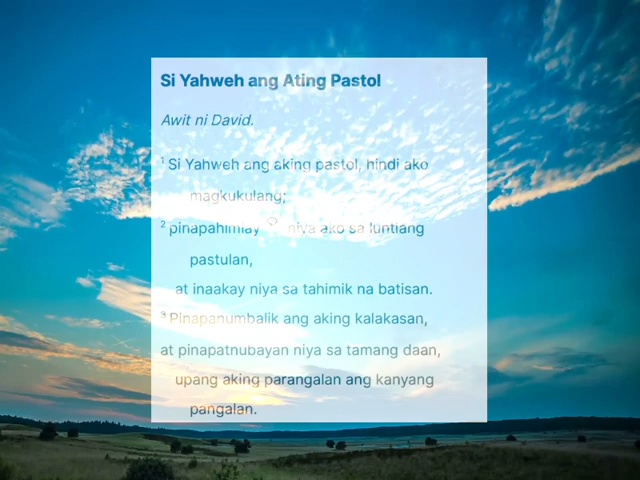 Si Yahweh ang Ating Pastol
Awit ni David.
1 Si Yahweh ang aking pastol, hindi ako
magkukulang;
2 pinapahimlay niya ako sa luntiang
pastulan,
at inaakay niya sa tahimik na batisan.
3 Pinapanumbalik ang aking kalakasan,
at pinapatnubayan niya sa tamang daan,
upang aking parangalan ang kanyang
pangalan.